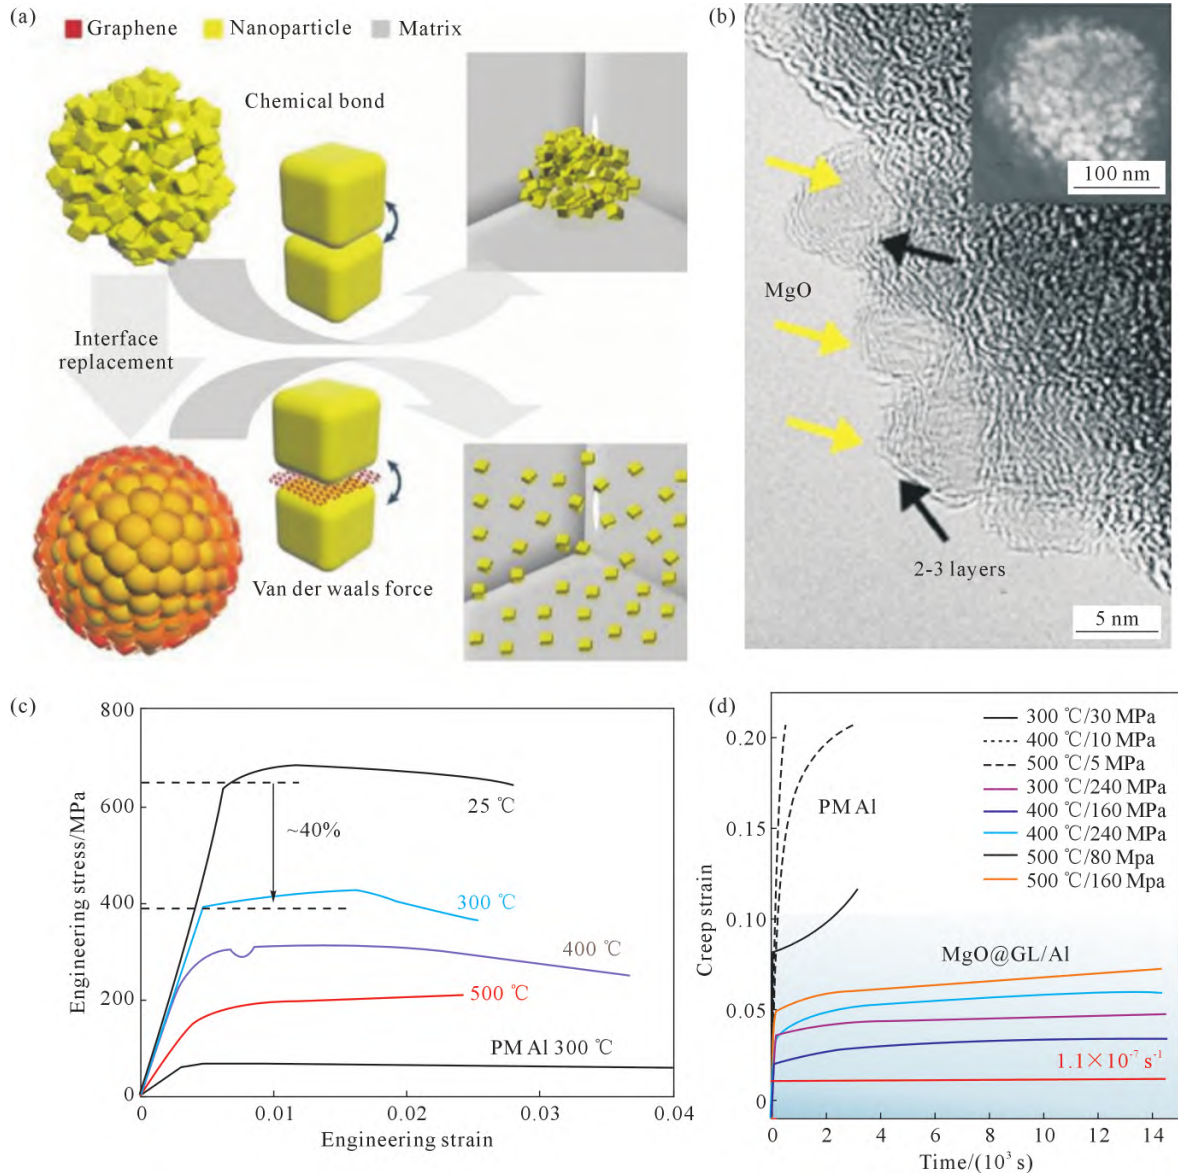 (a)
Graphene Nanoparticle Matrix
Chemical bond
Interface
replacement
Van der waals force
(b)
100 nm
MgO
2-3 layers
5 nm
(c)
Engineering stress/MPa
800
600
400
200
0
25 ℃
~40%
300 ℃
400 ℃
500 ℃
PM Al 300 ℃
0 0.01 0.02 0.03 0.04
Engineering strain
(d)
Creep strain
0.20
0.15
0.10
0.05
0
300 ℃/30 MPa
400 ℃/10 MPa
500 ℃/5 MPa
300 ℃/240 MPa
400 ℃/160 MPa
400 ℃/240 MPa
500 ℃/80 Mpa
500 ℃/160 Mpa
PM Al
MgO@GL/Al
1.1×10⁻⁷ s⁻¹
0 2 4 6 8 10 12 14
Time/(10³ s)